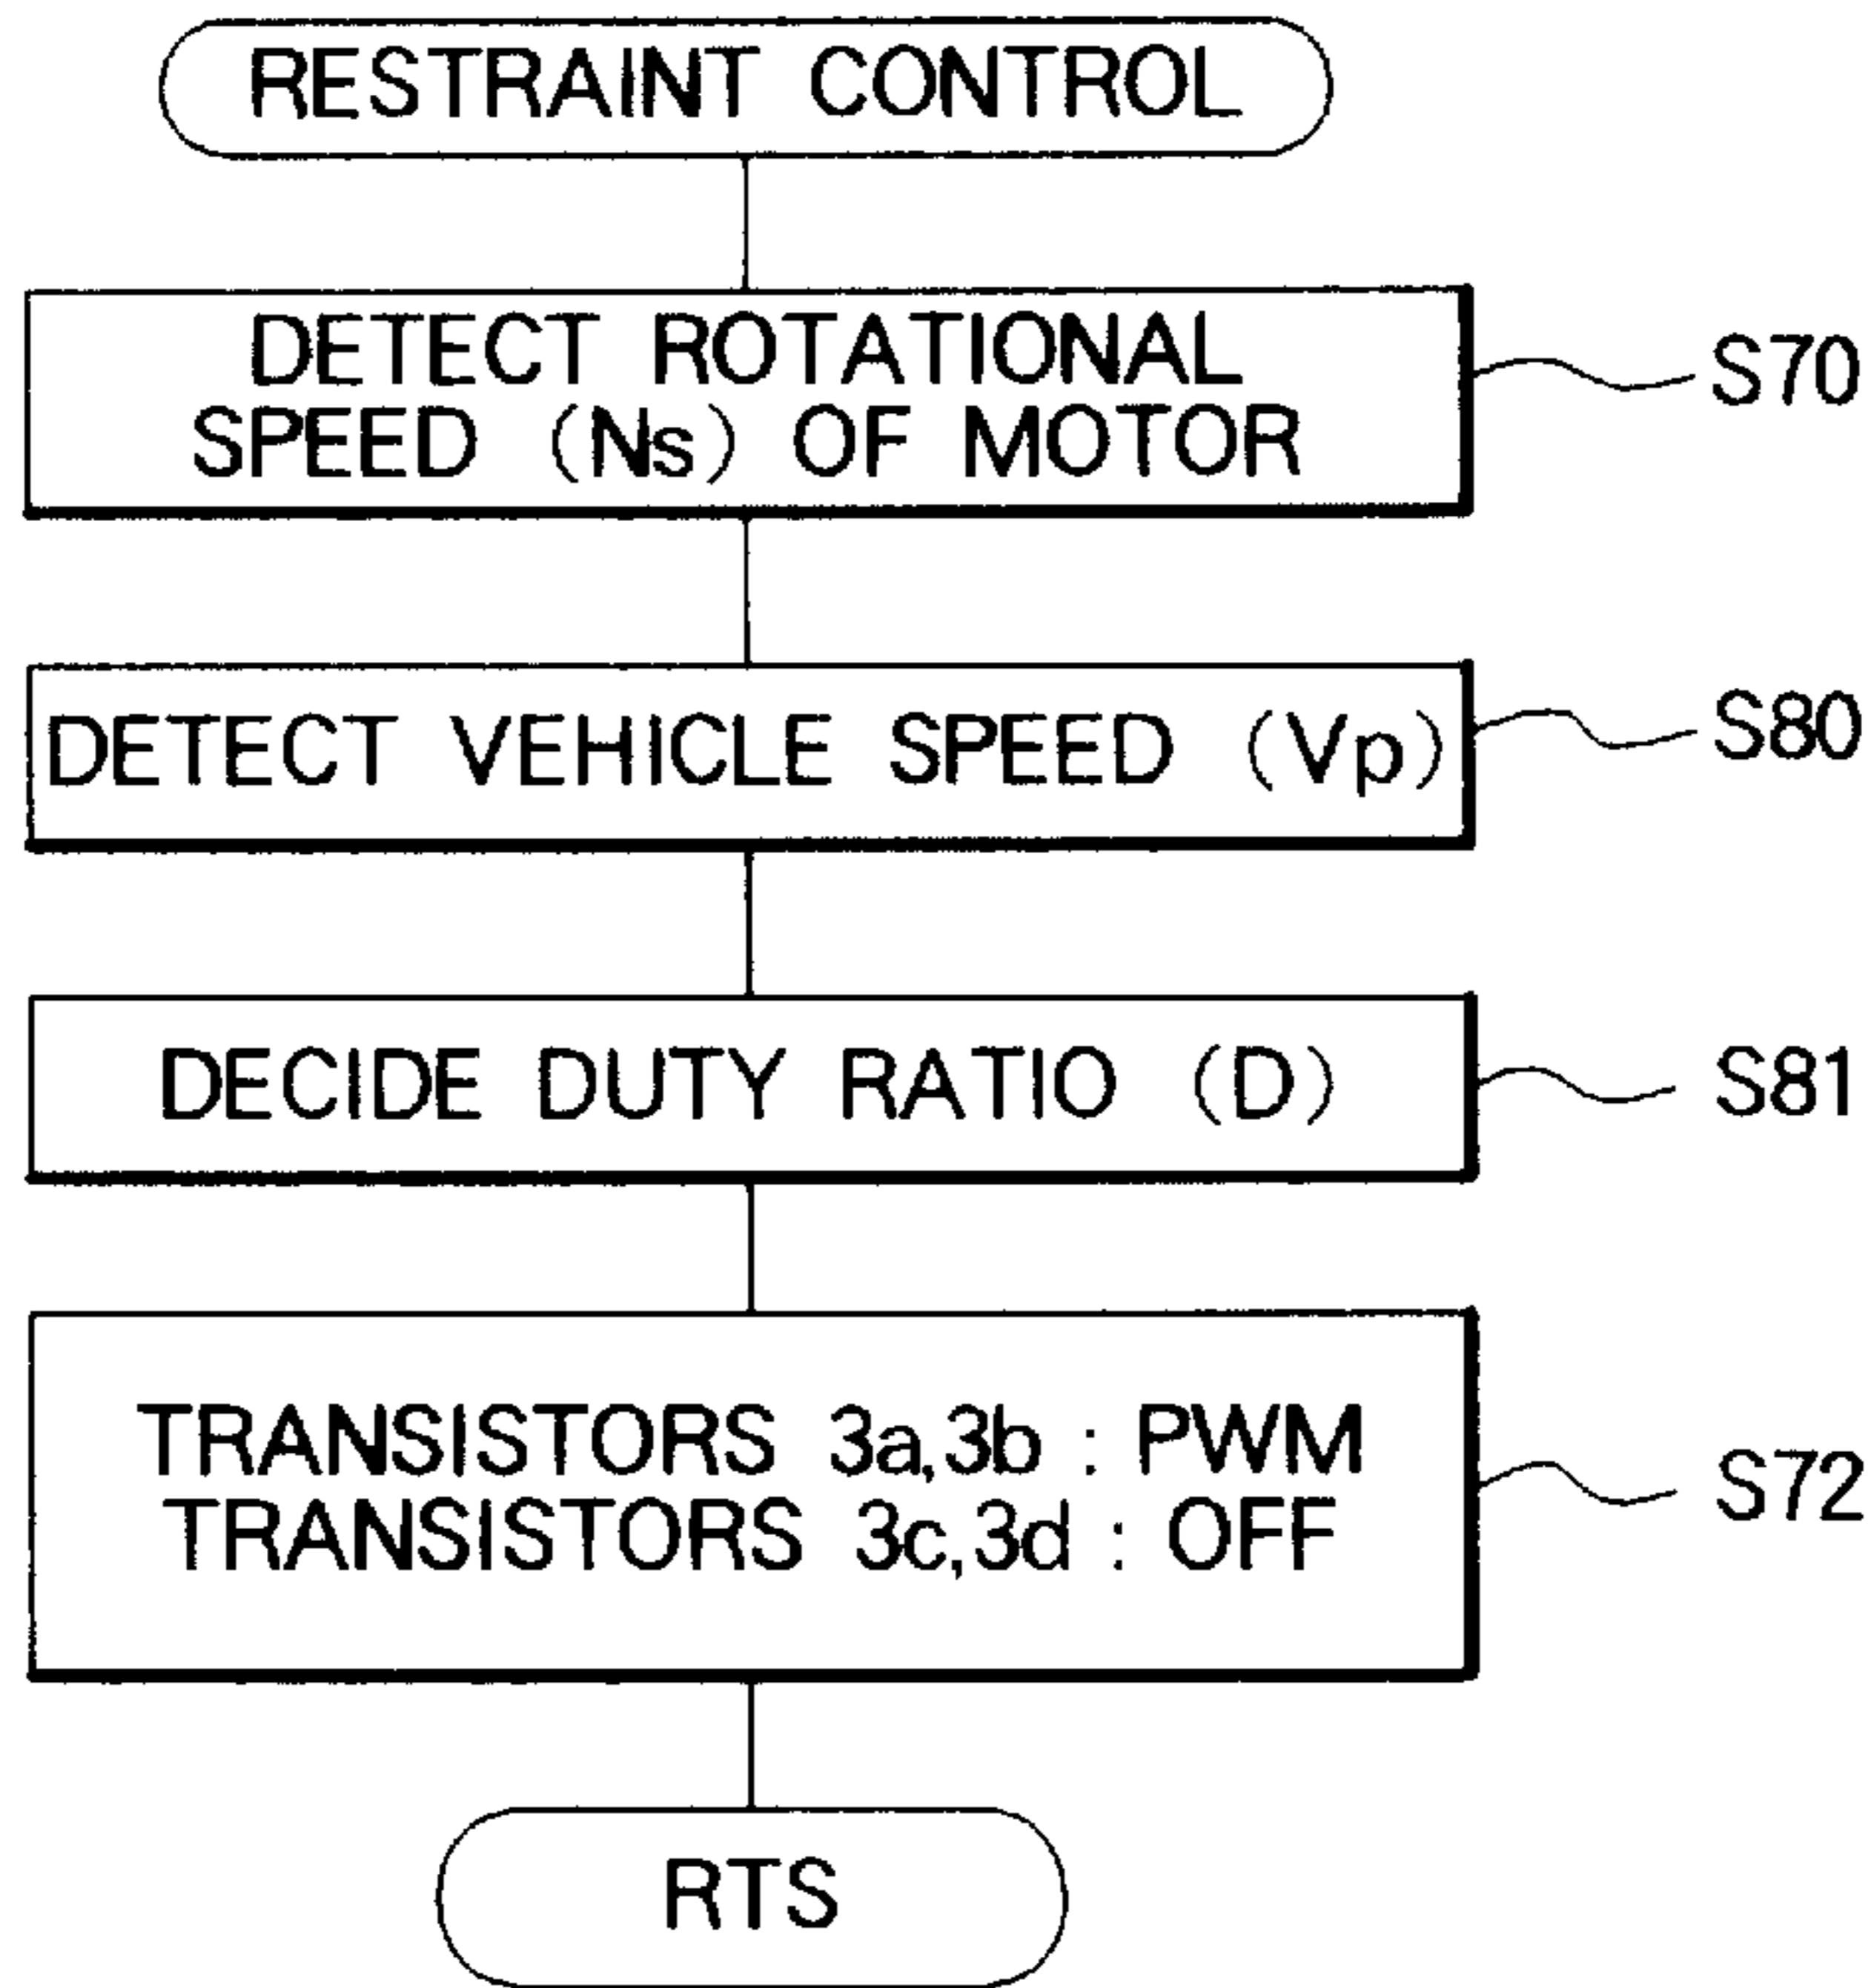 RESTRAINT CONTROL
DETECT ROTATIONAL
SPEED (Ns) OF MOTOR
S70
DETECT VEHICLE SPEED (Vp)
S80
DECIDE DUTY RATIO (D)
S81
TRANSISTORS 3a,3b : PWM
TRANSISTORS 3c,3d : OFF
S72
RTS